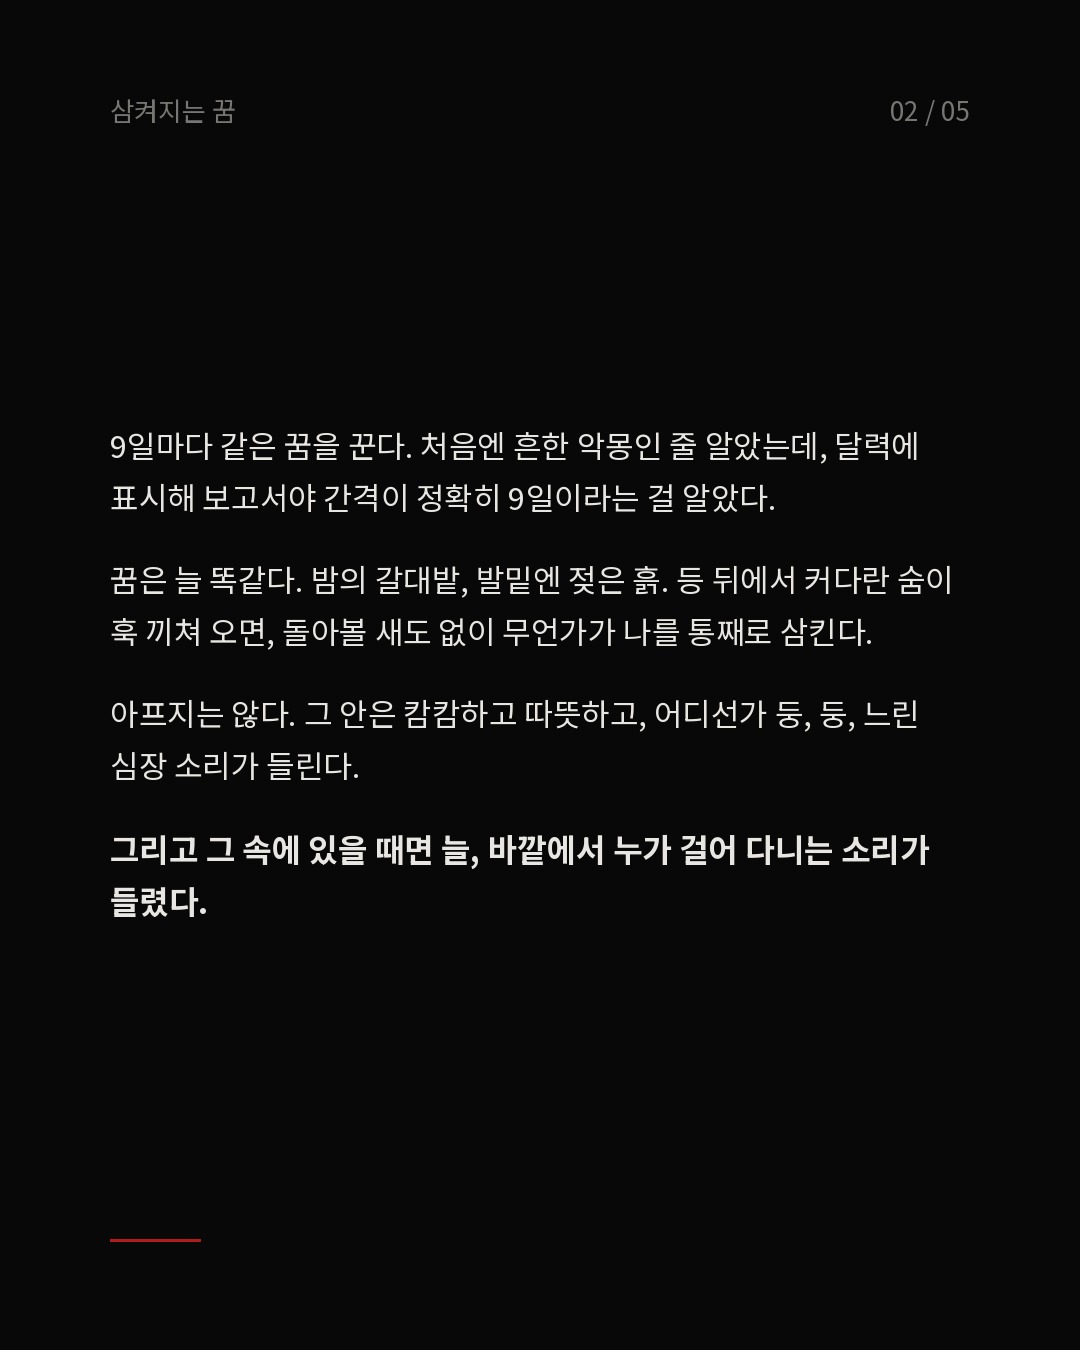 삼켜지는 꿈
02 / 05
9일마다 같은 꿈을 꾼다. 처음엔 흔한 악몽인 줄 알았는데, 달력에
표시해 보고서야 간격이 정확히 9일이라는 걸 알았다.
꿈은 늘 똑같다. 밤의 갈대밭, 발밑엔 젖은 흙. 등 뒤에서 커다란 숨이
훅 끼쳐 오면, 돌아볼 새도 없이 무언가가 나를 통째로 삼킨다.
아프지는 않다. 그 안은 캄캄하고 따뜻하고, 어디선가 둥, 둥, 느린
심장 소리가 들린다.
그리고 그 속에 있을 때면 늘, 바깥에서 누가 걸어 다니는 소리가
들렸다.